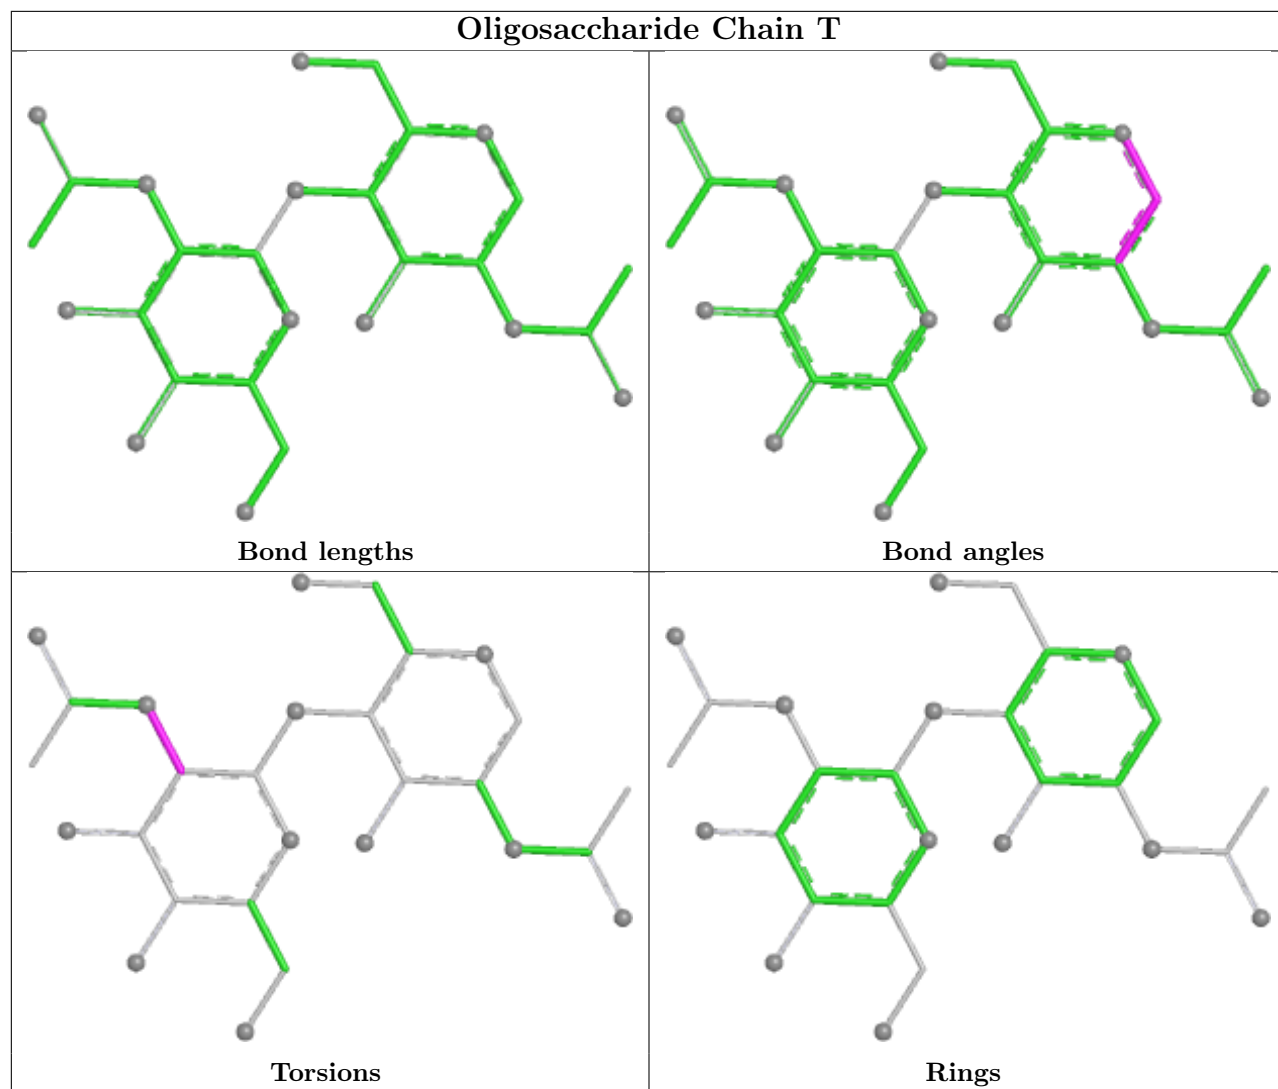 Oligosaccharide Chain T
Bond lengths
Bond angles
Torsions
Rings